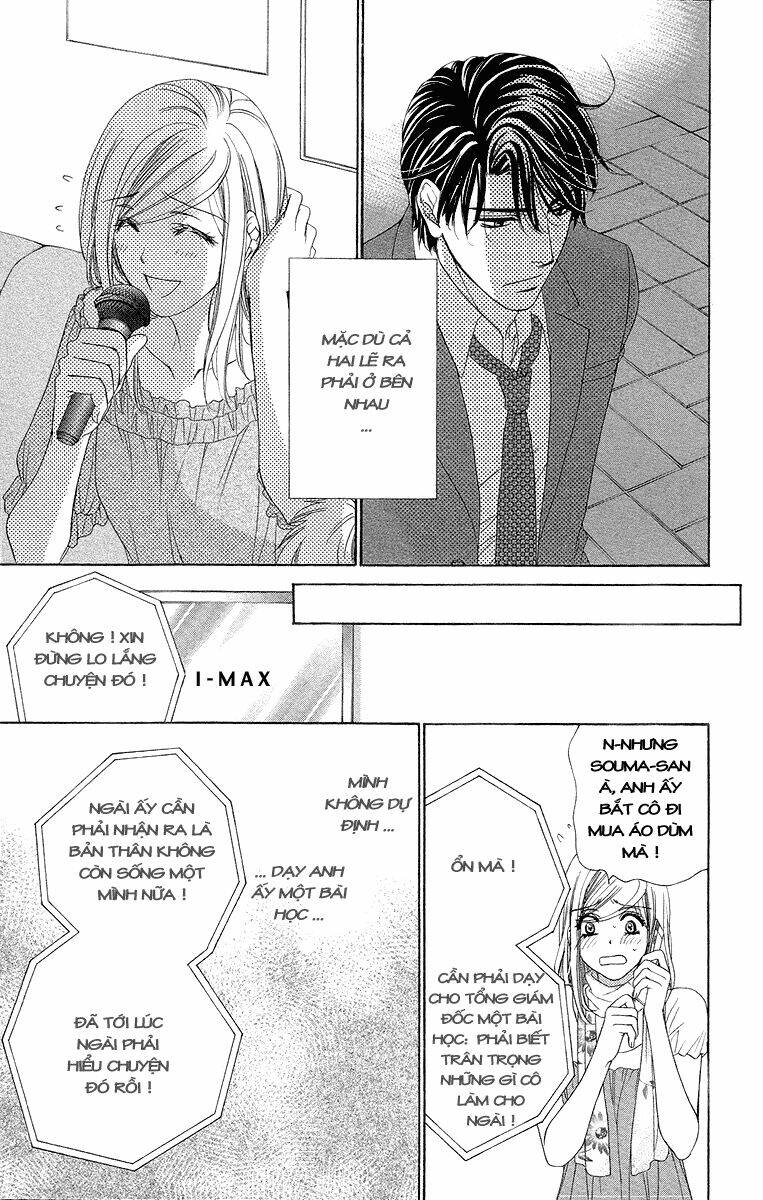 MẶC DÙ CẢ
HAI LẼ RA
PHẢI Ở BÊN
NHAU
...
KHÔNG ! XIN
ĐỪNG LO LẮNG
CHUYỆN ĐÓ !
I-MAX
N-NHƯNG
SOUMA-SAN
À, ANH ẤY
BẮT CÔ ĐI
MUA ÁO DÙM
MÀ !
ỔN MÀ !
CẦN PHẢI DẠY
CHO TỔNG GIÁM
ĐỐC MỘT BÀI
HỌC: PHẢI BIẾT
TRÂN TRỌNG
NHỮNG GÌ CÔ
LÀM CHO
NGÀI !
MÌNH
KHÔNG DỰ
ĐỊNH ...
... DẠY ANH
ẤY MỘT BÀI
HỌC ...
NGÀI ẤY CẦN
PHẢI NHẬN RA LÀ
BẢN THÂN KHÔNG
CÒN SỐNG MỘT
MÌNH NỮA !
ĐÃ TỚI LÚC
NGÀI PHẢI
HIỂU CHUYỆN
ĐÓ RỒI !